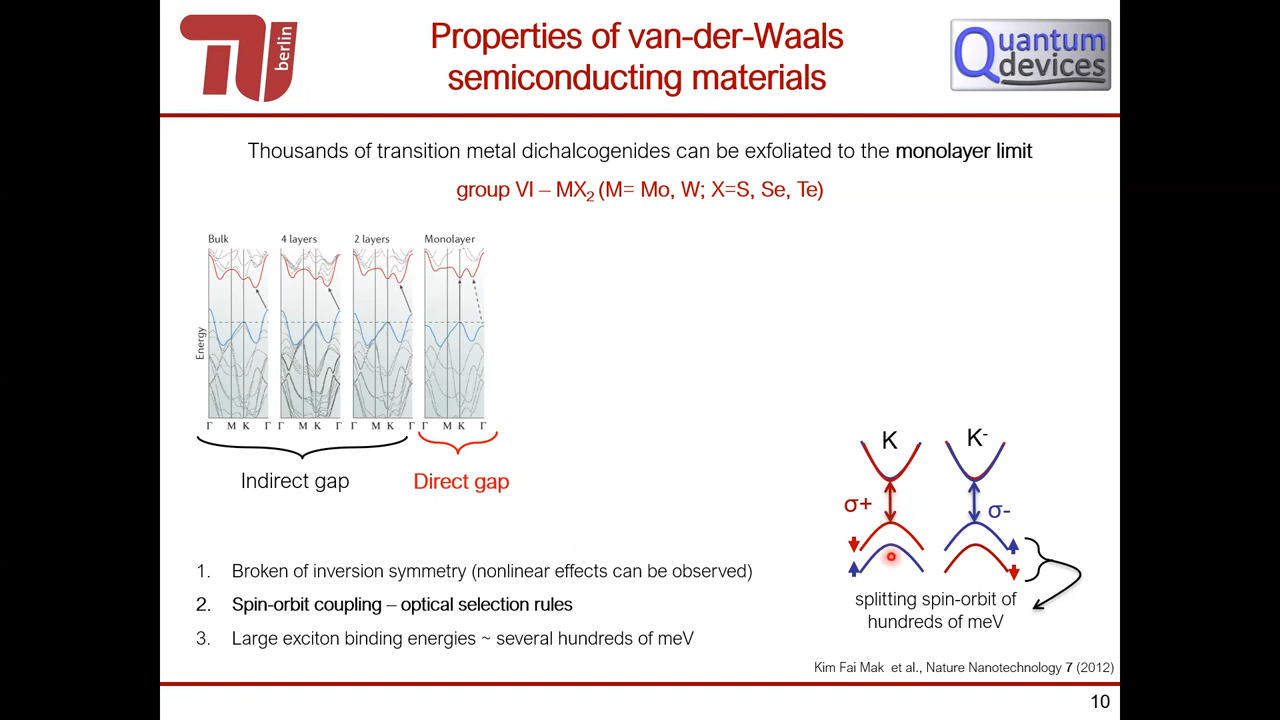 berlin
Properties of van-der-Waals
semiconducting materials
Quantum
devices
Thousands of transition metal dichalcogenides can be exfoliated to the monolayer limit
group VI – MX2 (M= Mo, W; X=S, Se, Te)
Bulk 4 layers 2 layers Monolayer
Energy
Γ M K Γ Γ M K Γ Γ M K Γ Γ M K Γ
Indirect gap Direct gap
K K-
σ+ σ-
splitting spin-orbit of
hundreds of meV
1. Broken of inversion symmetry (nonlinear effects can be observed)
2. Spin-orbit coupling – optical selection rules
3. Large exciton binding energies ~ several hundreds of meV
Kim Fai Mak et al., Nature Nanotechnology 7 (2012)
10